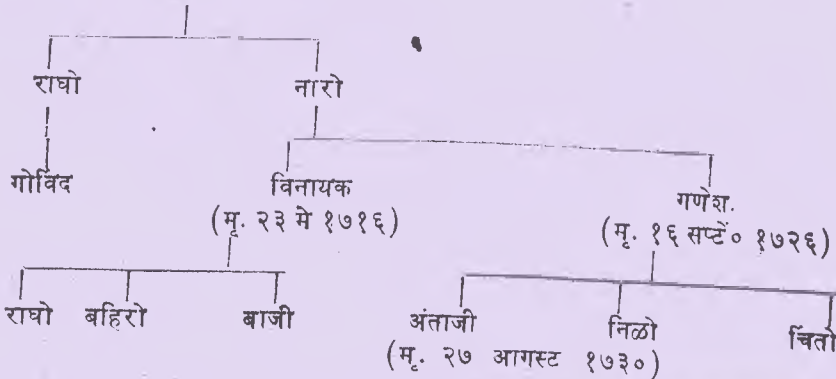 राघो नारो
गोविंद विनायक गणेश.
(मृ. २३ मे १७१६) (मृ. १६ सप्टें० १७२६)
राघो बहिरो बाजी अंताजी निळो चिंतो
(मृ. २७ आगस्ट १७३०)